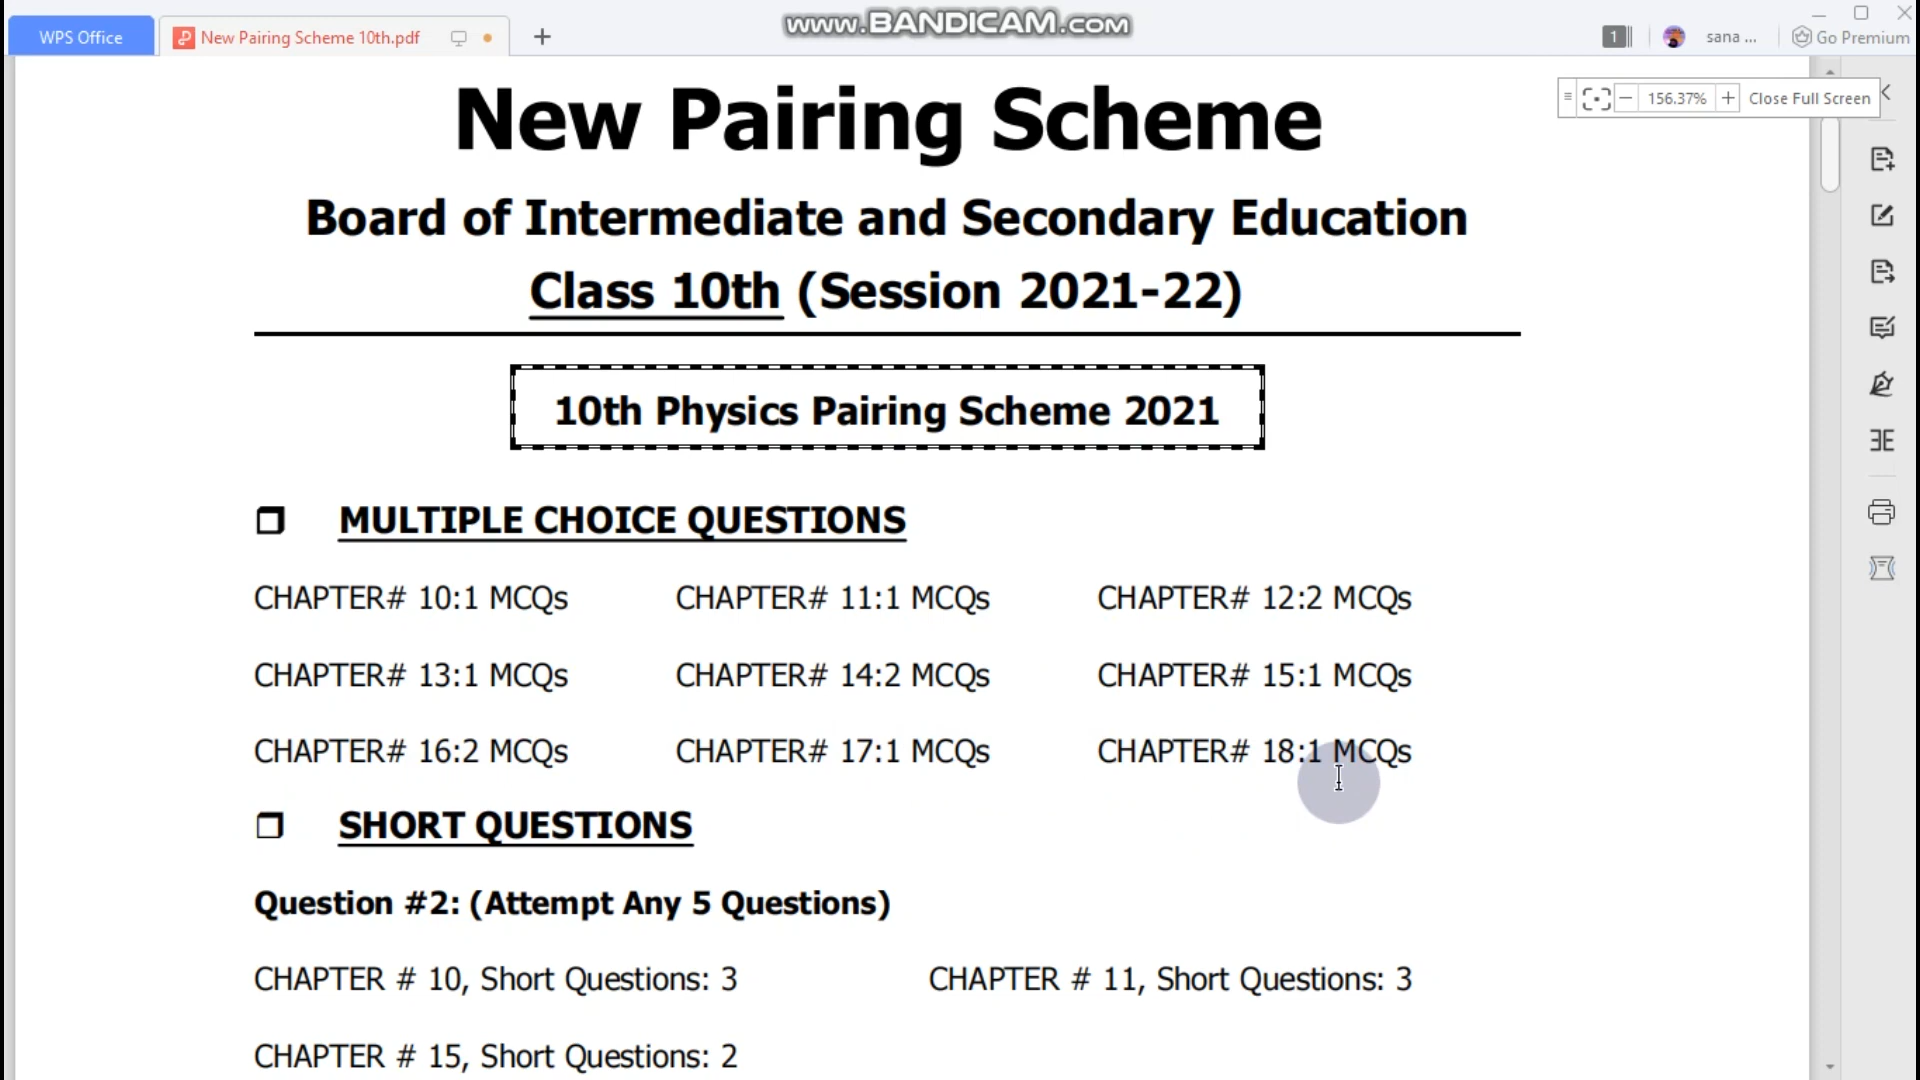 www.BANDICAM.com
WPS Office
New Pairing Scheme 10th.pdf
1
sana ...
Go Premium
156.37%
Close Full Screen
New Pairing Scheme
Board of Intermediate and Secondary Education
Class 10th (Session 2021-22)
10th Physics Pairing Scheme 2021
MULTIPLE CHOICE QUESTIONS
CHAPTER# 10:1 MCQs CHAPTER# 11:1 MCQs CHAPTER# 12:2 MCQs
CHAPTER# 13:1 MCQs CHAPTER# 14:2 MCQs CHAPTER# 15:1 MCQs
CHAPTER# 16:2 MCQs CHAPTER# 17:1 MCQs CHAPTER# 18:1 MCQs
SHORT QUESTIONS
Question #2: (Attempt Any 5 Questions)
CHAPTER # 10, Short Questions: 3 CHAPTER # 11, Short Questions: 3
CHAPTER # 15, Short Questions: 2